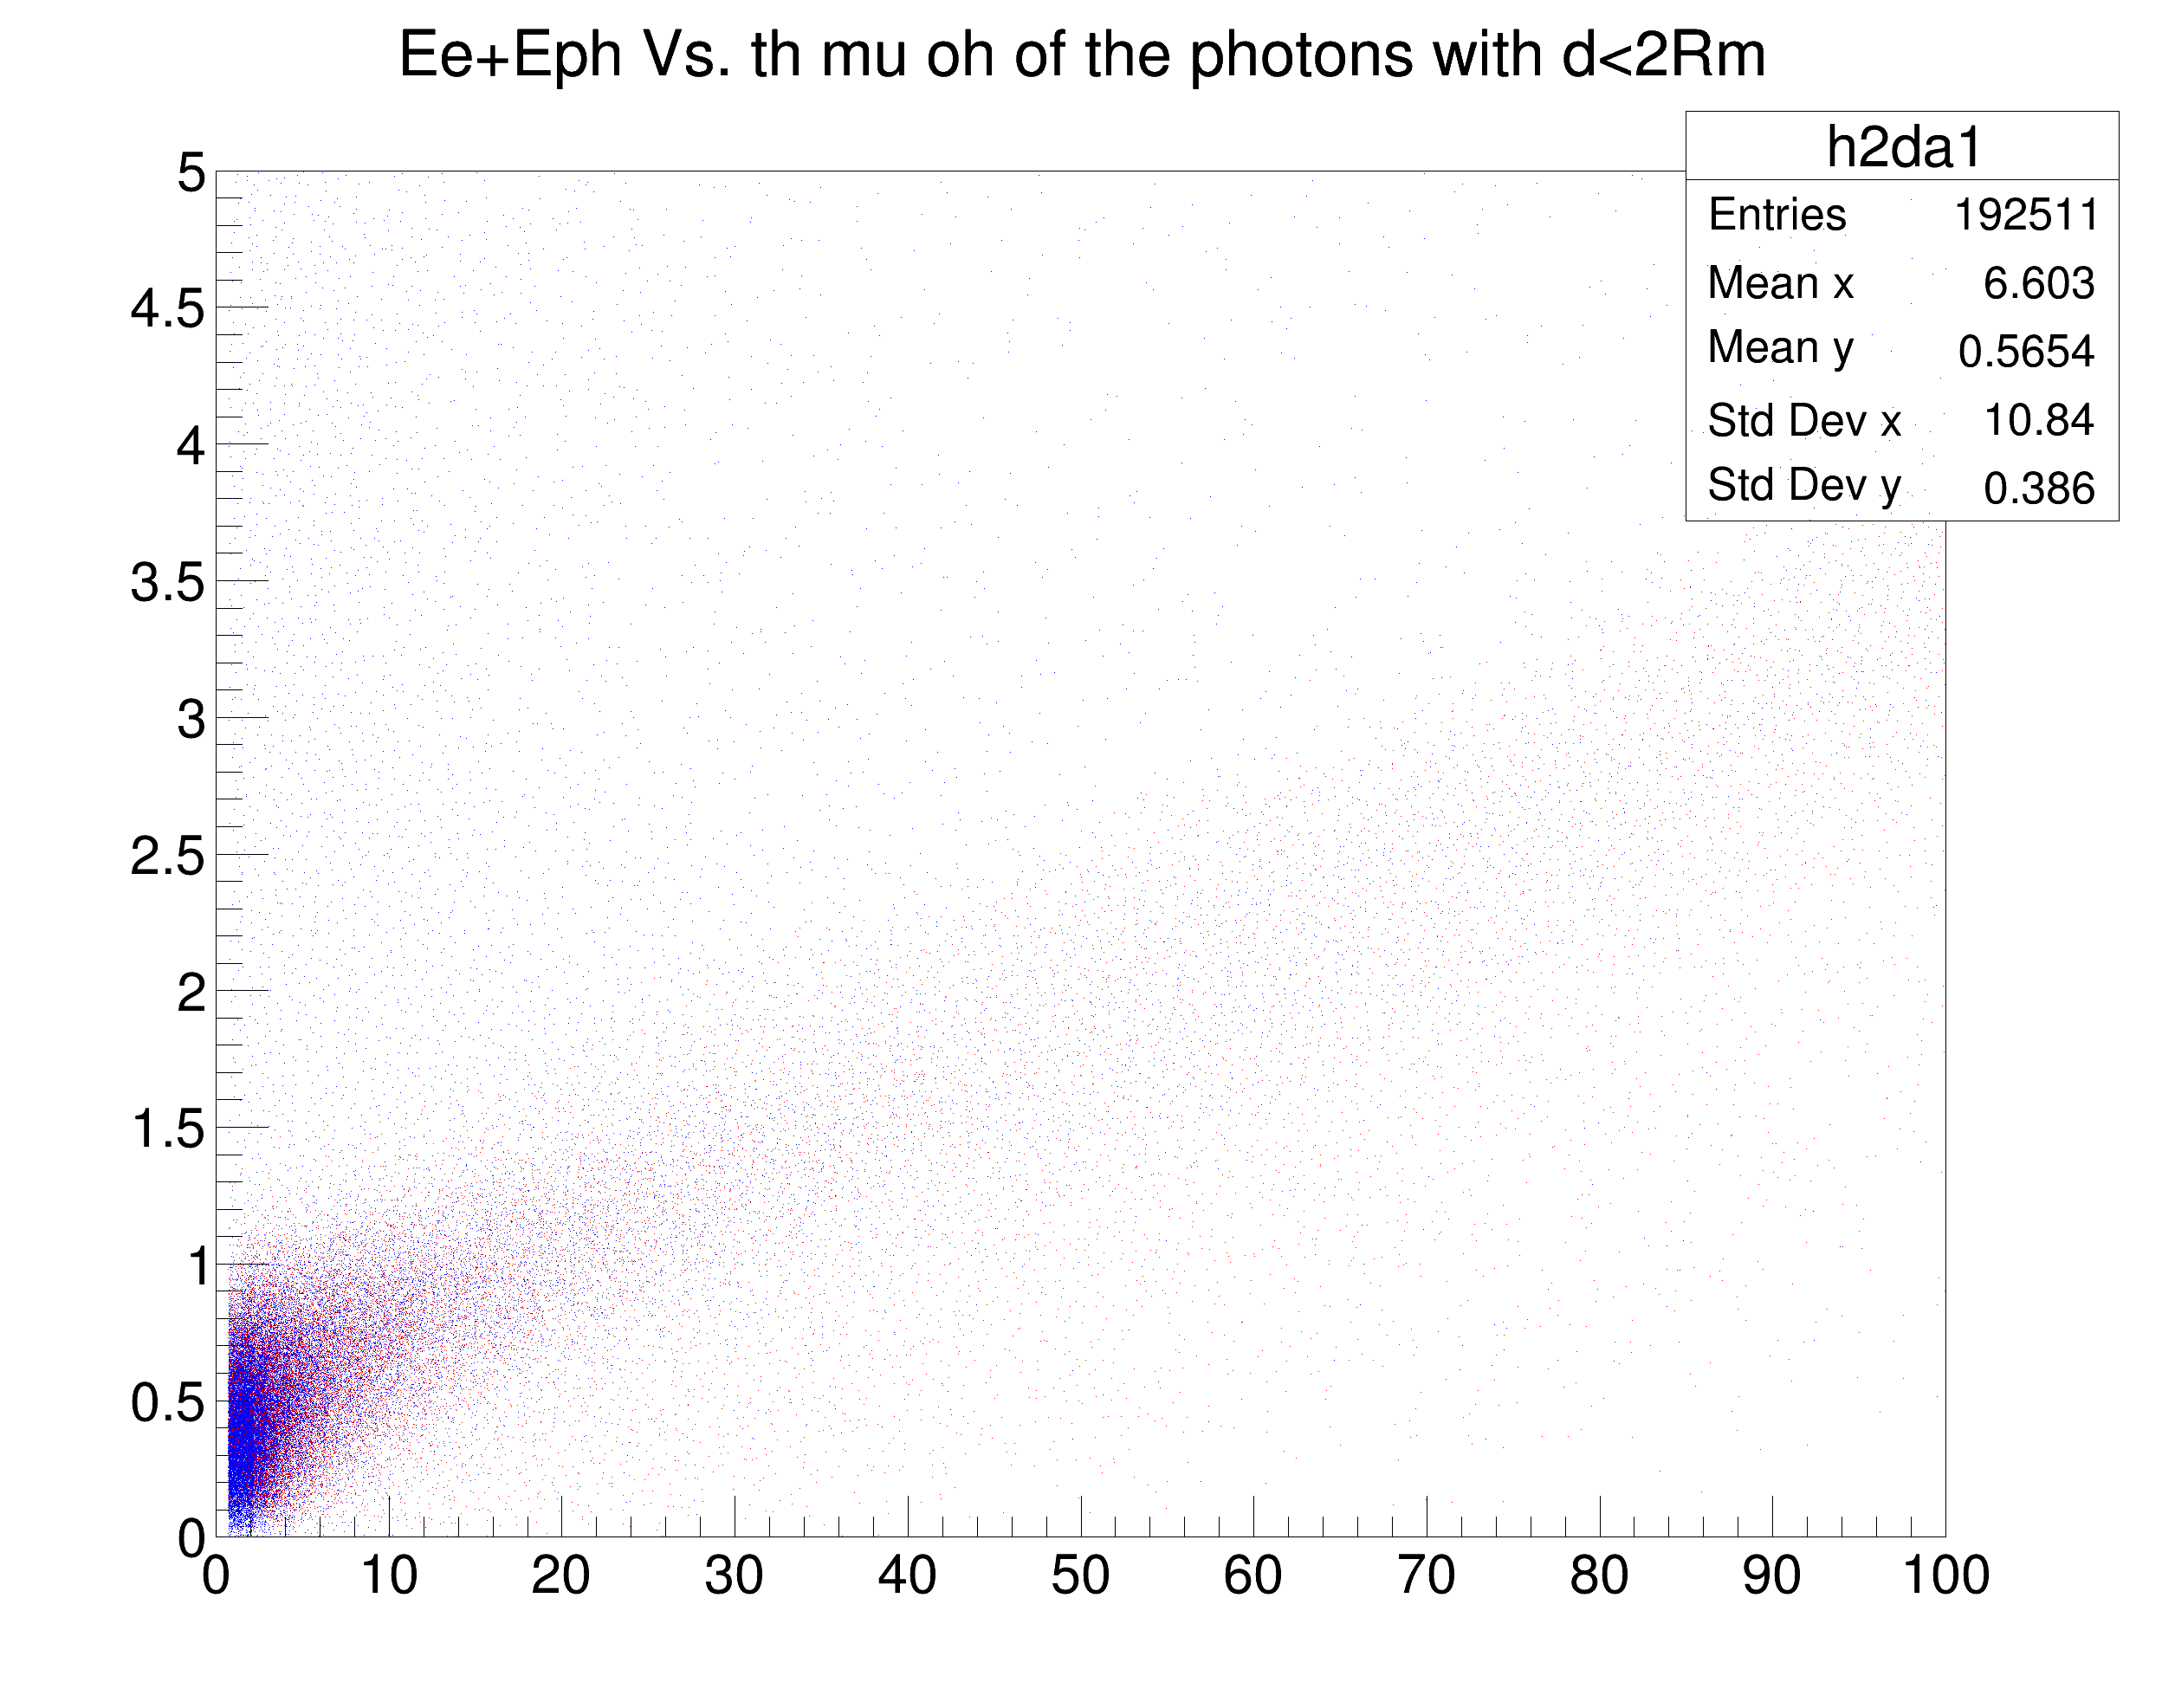 Ee+Eph Vs. th mu oh of the photons with d<2Rm
h2da1
Entries 192511
Mean x 6.603
Mean y 0.5654
Std Dev x 10.84
Std Dev y 0.386
5
4.5
4
3.5
3
2.5
2
1.5
1
0.5
0
0 10 20 30 40 50 60 70 80 90 100